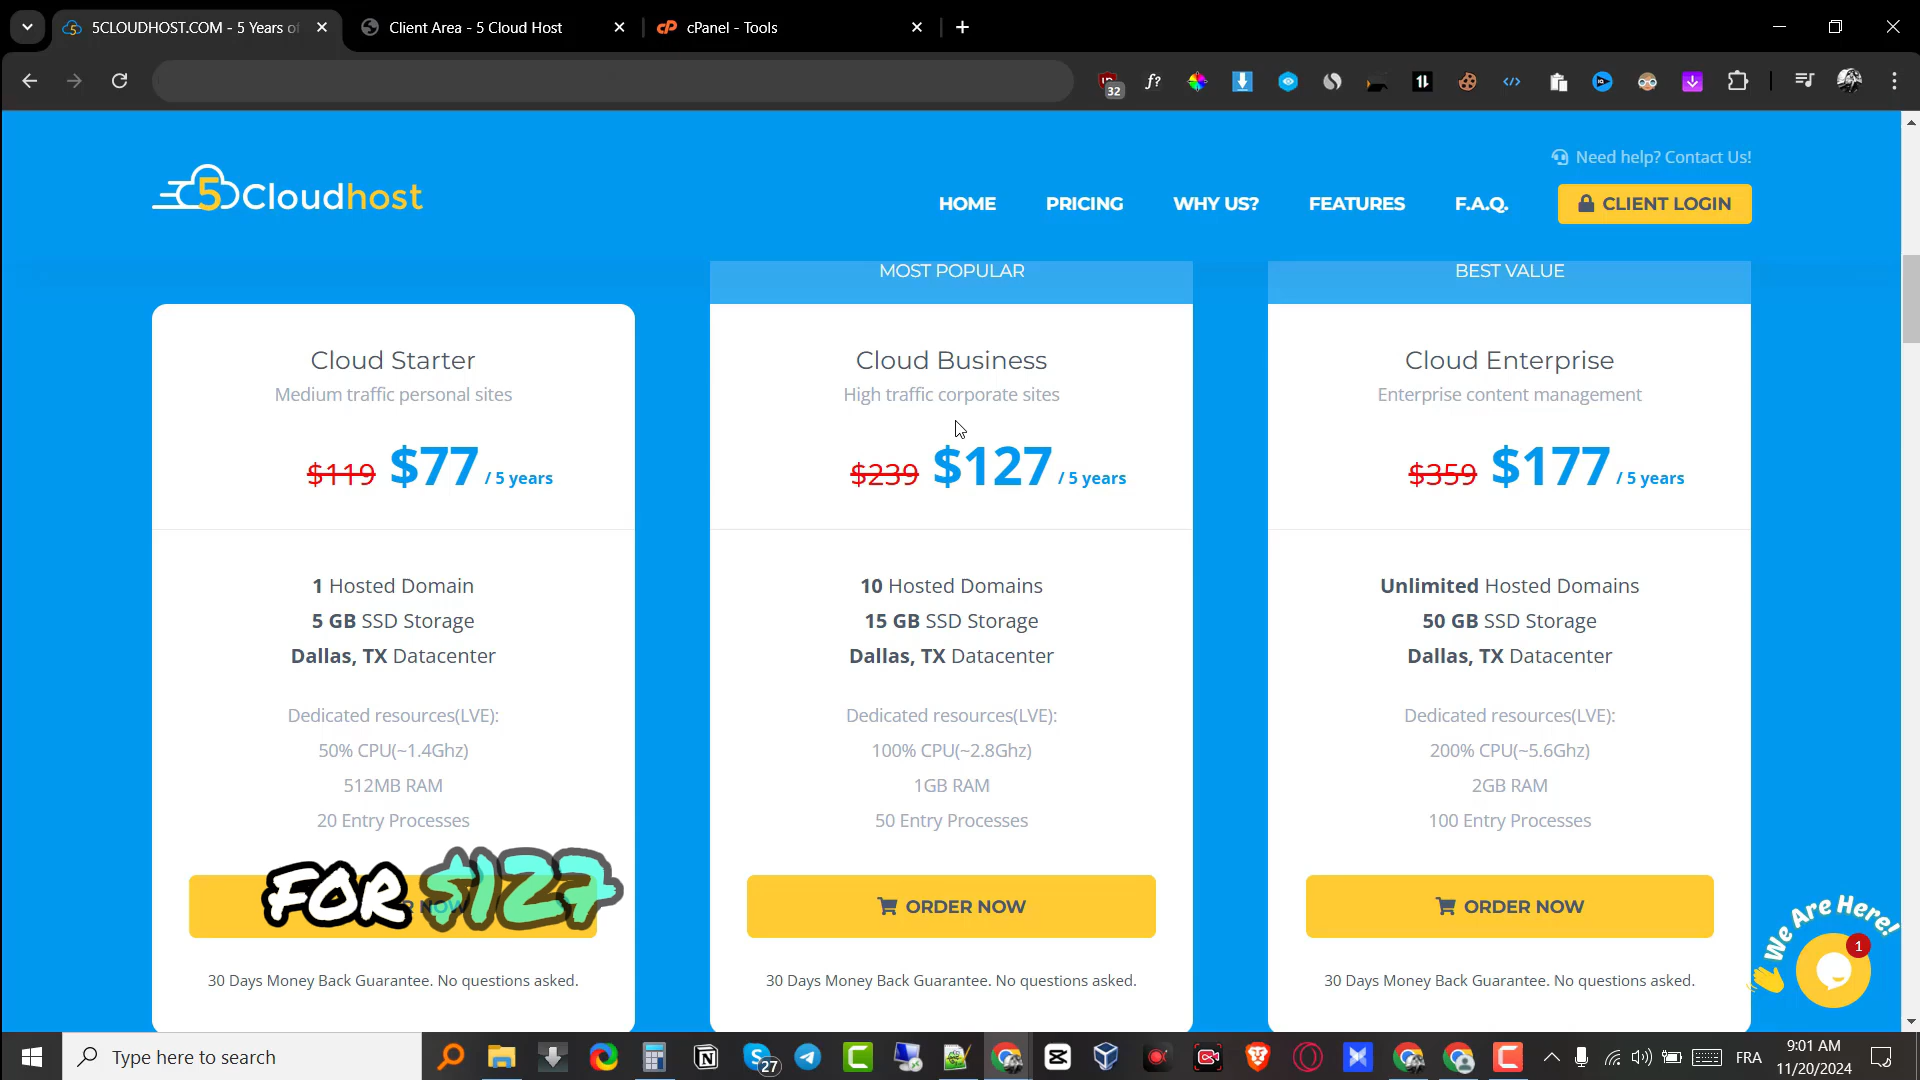 5CLOUDHOST.COM - 5 Years of
Client Area - 5 Cloud Host
cPanel - Tools
32
Need help? Contact Us!
5Cloudhost
HOME
PRICING
WHY US?
FEATURES
F.A.Q.
CLIENT LOGIN
MOST POPULAR
BEST VALUE
Cloud Starter
Medium traffic personal sites
$119 $77 / 5 years
1 Hosted Domain
5 GB SSD Storage
Dallas, TX Datacenter
Dedicated resources(LVE):
50% CPU(~1.4Ghz)
512MB RAM
20 Entry Processes
FOR $127
30 Days Money Back Guarantee. No questions asked.
Cloud Business
High traffic corporate sites
$239 $127 / 5 years
10 Hosted Domains
15 GB SSD Storage
Dallas, TX Datacenter
Dedicated resources(LVE):
100% CPU(~2.8Ghz)
1GB RAM
50 Entry Processes
ORDER NOW
30 Days Money Back Guarantee. No questions asked.
Cloud Enterprise
Enterprise content management
$359 $177 / 5 years
Unlimited Hosted Domains
50 GB SSD Storage
Dallas, TX Datacenter
Dedicated resources(LVE):
200% CPU(~5.6Ghz)
2GB RAM
100 Entry Processes
ORDER NOW
30 Days Money Back Guarantee. No questions asked.
We Are Here!
1
Type here to search
27
FRA
9:01 AM
11/20/2024